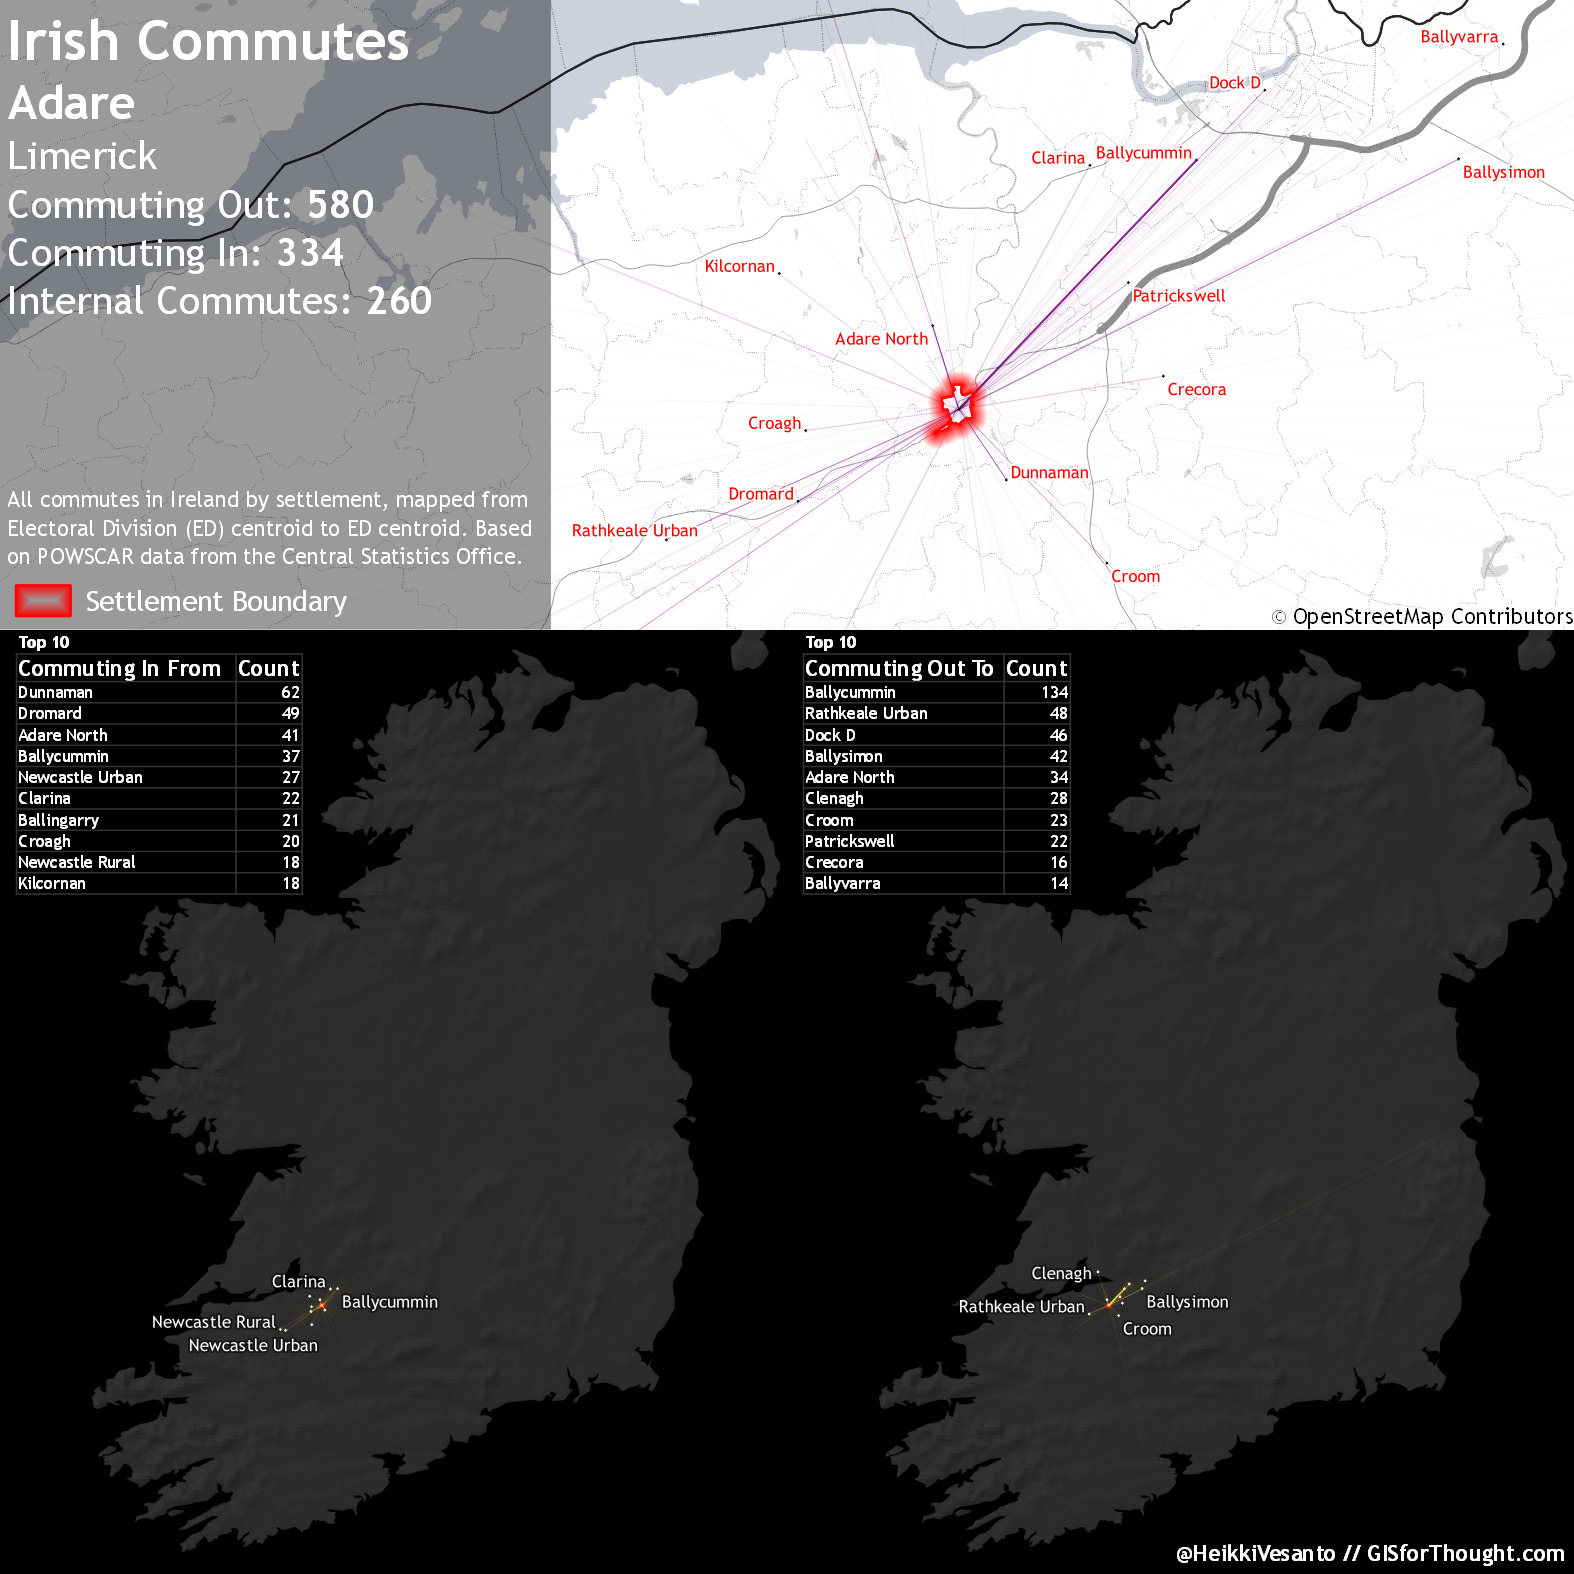 Irish Commutes
Adare
Limerick
Commuting Out: 580
Commuting In: 334
Internal Commutes: 260
All commutes in Ireland by settlement, mapped from
Electoral Division (ED) centroid to ED centroid. Based
on POWSCAR data from the Central Statistics Office.
Settlement Boundary
Ballyvarra
Dock D
Clarina
Ballycummin
Ballysimon
Kilcornan
Patrickswell
Adare North
Crecora
Croagh
Dunnaman
Dromard
Rathkeale Urban
Croom
© OpenStreetMap Contributors
Top 10
Commuting In From Count
Dunnaman 62
Dromard 49
Adare North 41
Ballycummin 37
Newcastle Urban 27
Clarina 22
Ballingarry 21
Croagh 20
Newcastle Rural 18
Kilcornan 18
Top 10
Commuting Out To Count
Ballycummin 134
Rathkeale Urban 48
Dock D 46
Ballysimon 42
Adare North 34
Clenagh 28
Croom 23
Patrickswell 22
Crecora 16
Ballyvarra 14
Clarina
Ballycummin
Newcastle Rural
Newcastle Urban
Clenagh
Rathkeale Urban
Ballysimon
Croom
@HeikkiVesanto // GISforThought.com